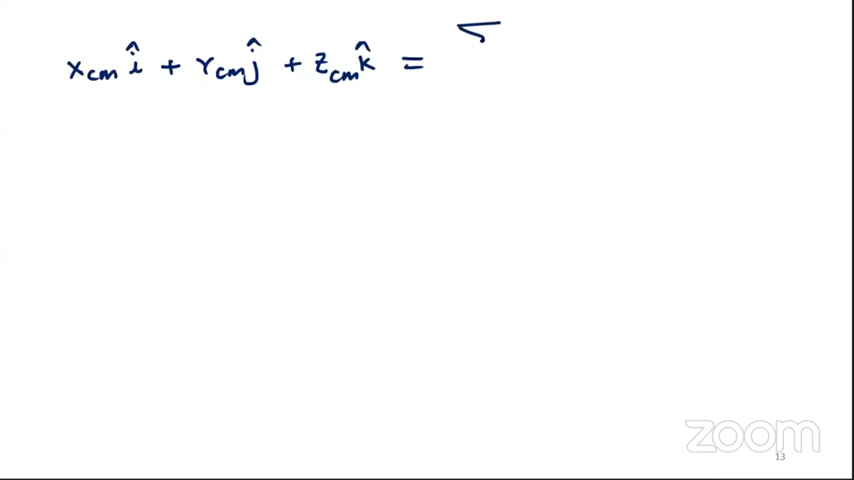 x_cm î + Y_cm ĵ + z_cm k̂ =
zoom
13